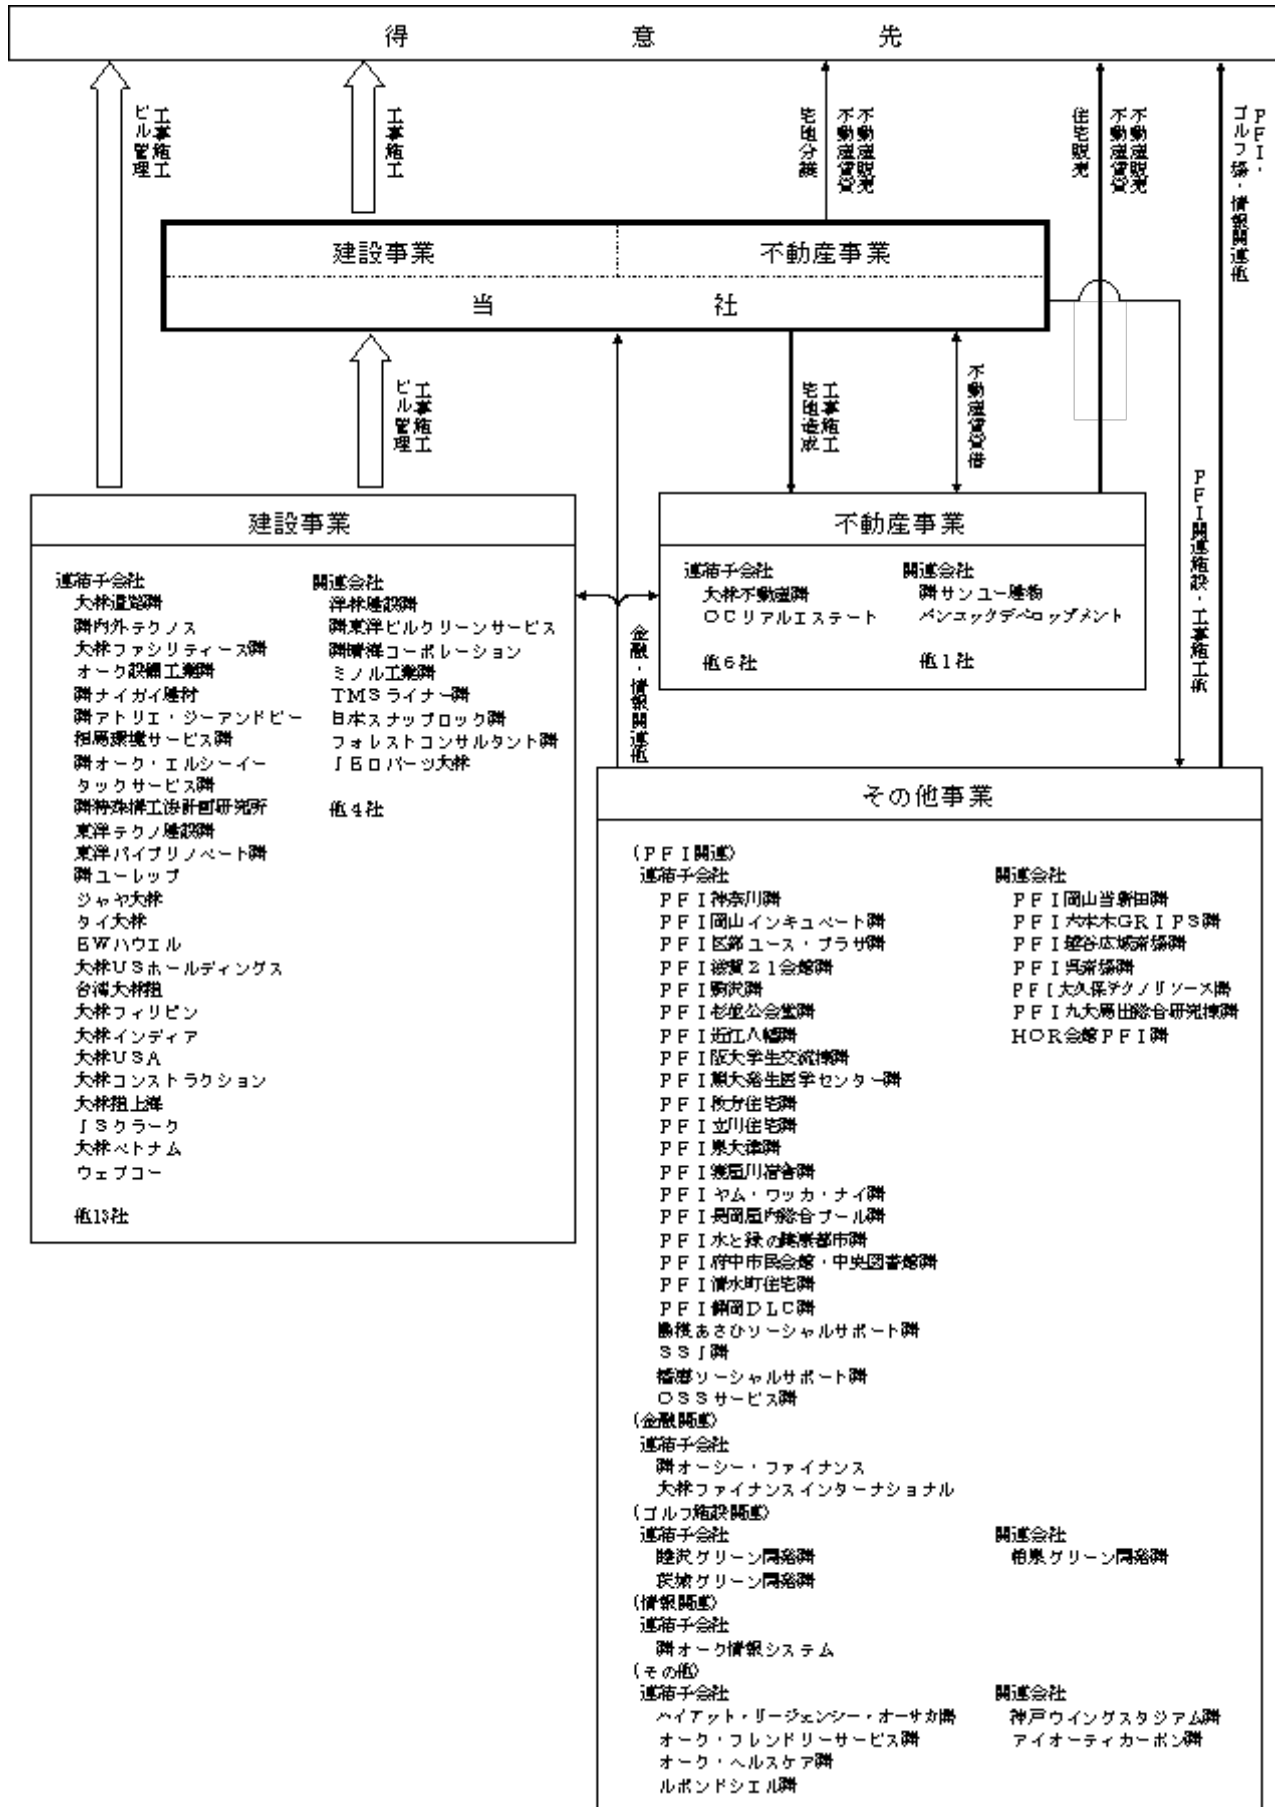 得意先
工事施工
ビル管理
工事施工
不動産販売
不動産賃貸
宅地分譲
不動産販売
不動産賃貸
住宅販売
PFI・
ゴルフ場・情報関連他
建設事業
不動産事業
当社
工事施工
ビル管理
工事施工
宅地造成
不動産賃貸借
PFI関連施設・工事施工他
金融・情報関連他
建設事業
連結子会社
大林道路㈱
㈱内外テクノス
大林ファシリティーズ㈱
オーク設備工業㈱
㈱ナイガイ建材
㈱アトリエ・ジーアンドビー
相馬環境サービス㈱
㈱オーク・エルシーイー
タックサービス㈱
㈱特殊構工法計画研究所
東洋テクノ建設㈱
東洋パイプリノベート㈱
㈱ユーレップ
ジャヤ大林
タイ大林
EWハウエル
大林USホールディングス
台湾大林組
大林フィリピン
大林インディア
大林USA
大林コンストラクション
大林組上海
JSクラーク
大林ベトナム
ウェブコー
他13社
関連会社
洋林建設㈱
㈱東洋ビルクリーンサービス
㈱晴海コーポレーション
ミノル工業㈱
TMSライナー㈱
日本スナップロック㈱
フォレストコンサルタント㈱
JEOパーツ大林
他4社
不動産事業
連結子会社
大林不動産㈱
OCリアルエステート
他6社
関連会社
㈱サンユー建物
バンコックデベロップメント
他1社
その他事業
(PFI関連)
連結子会社
PFI神奈川㈱
PFI岡山インキュベート㈱
PFI区部ユース・プラザ㈱
PFI滋賀21会館㈱
PFI駒沢㈱
PFI杉並公会堂㈱
PFI近江八幡㈱
PFI阪大学生交流棟㈱
PFI熊大発生医学センター㈱
PFI枚方住宅㈱
PFI立川住宅㈱
PFI泉大津㈱
PFI寝屋川宿舎㈱
PFIヤム・ワッカ・ナイ㈱
PFI長岡屋内総合プール㈱
PFI水と緑の健康都市㈱
PFI府中市民会館・中央図書館㈱
PFI清水町住宅㈱
PFI静岡DLC㈱
島根あさひソーシャルサポート㈱
SSJ㈱
播磨ソーシャルサポート㈱
OSSサービス㈱
関連会社
PFI岡山当新田㈱
PFI六本木GRIPS㈱
PFI越谷広域斎場㈱
PFI呉斎場㈱
PFI大久保テクノリソース㈱
PFI九大馬出総合研究棟㈱
HOR会館PFI㈱
(金融関連)
連結子会社
㈱オーシー・ファイナンス
大林ファイナンスインターナショナル
(ゴルフ施設関連)
連結子会社
睦沢グリーン開発㈱
茨城グリーン開発㈱
関連会社
柏泉グリーン開発㈱
(情報関連)
連結子会社
㈱オーク情報システム
(その他)
連結子会社
ハイアット・リージェンシー・オーサカ㈱
オーク・フレンドリーサービス㈱
オーク・ヘルスケア㈱
ルポンドシエル㈱
関連会社
神戸ウイングスタジアム㈱
アイオーティカーボン㈱